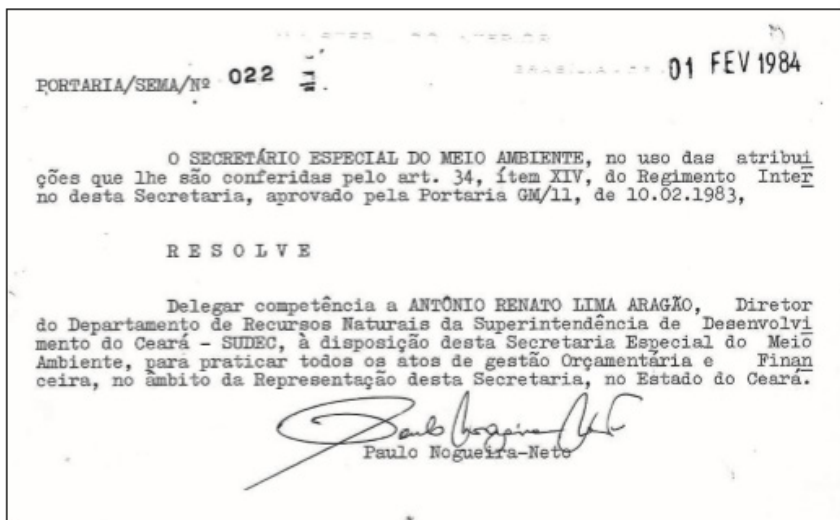 PORTARIA/SEMA/Nº 022
01 FEV 1984
O SECRETÁRIO ESPECIAL DO MEIO AMBIENTE, no uso das atribui
ções que lhe são conferidas pelo art. 34, ítem XIV, do Regimento Inter
no desta Secretaria, aprovado pela Portaria GM/11, de 10.02.1983,
R E S O L V E
Delegar competência a ANTÔNIO RENATO LIMA ARAGÃO, Diretor
do Departamento de Recursos Naturais da Superintendência de Desenvolvi
mento do Ceará - SUDEC, à disposição desta Secretaria Especial do Meio
Ambiente, para praticar todos os atos de gestão Orçamentária e Finan
ceira, no âmbito da Representação desta Secretaria, no Estado do Ceará.
Paulo Nogueira-Neto